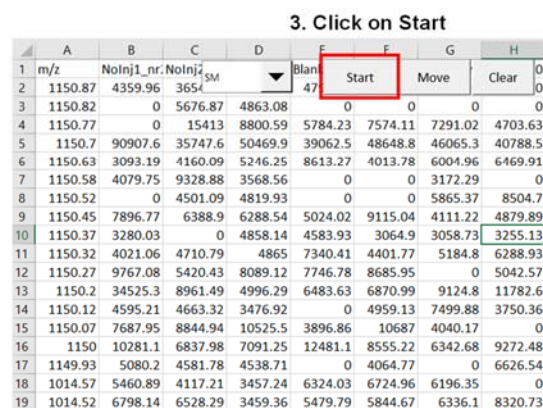 3. Click on Start
A B C D E F G H
1 m/z NoInj1_nr NoInj2 SM Blan Start Move Clear 0
2 1150.87 4359.96 3654 47 0
3 1150.82 0 5676.87 4863.08 0 0 0 0
4 1150.77 0 15413 8800.59 5784.23 7574.11 7291.02 4703.63
5 1150.7 90907.6 35747.6 50469.9 39062.5 48648.8 46065.3 40788.5
6 1150.63 3093.19 4160.09 5246.25 8613.27 4013.78 6004.96 6469.91
7 1150.58 4079.75 9328.88 3568.56 0 0 3172.29 0
8 1150.52 0 4501.09 4819.93 0 0 5865.37 8504.7
9 1150.45 7896.77 6388.9 6288.54 5024.02 9115.04 4111.22 4879.89
10 1150.37 3280.03 0 4858.14 4583.93 3064.9 3058.73 3255.13
11 1150.32 4021.06 4710.79 4865 7340.41 4401.77 5184.8 6288.93
12 1150.27 9767.08 5420.43 8089.12 7746.78 8685.95 0 5042.57
13 1150.2 34525.3 8961.49 4996.29 6483.63 6870.99 9124.8 11782.6
14 1150.12 4595.21 4663.32 3476.92 0 4959.13 7499.88 3750.36
15 1150.07 7687.95 8844.94 10525.5 3896.86 10687 4040.17 0
16 1150 10281.1 6837.98 7091.25 12481.1 8555.22 6342.68 9272.48
17 1149.93 5080.2 4581.78 4538.71 0 4064.77 0 6626.54
18 1014.57 5460.89 4117.21 3457.24 6324.03 6724.96 6196.35 0
19 1014.52 6798.14 6528.29 3459.36 5479.79 5844.67 6336.1 8320.73